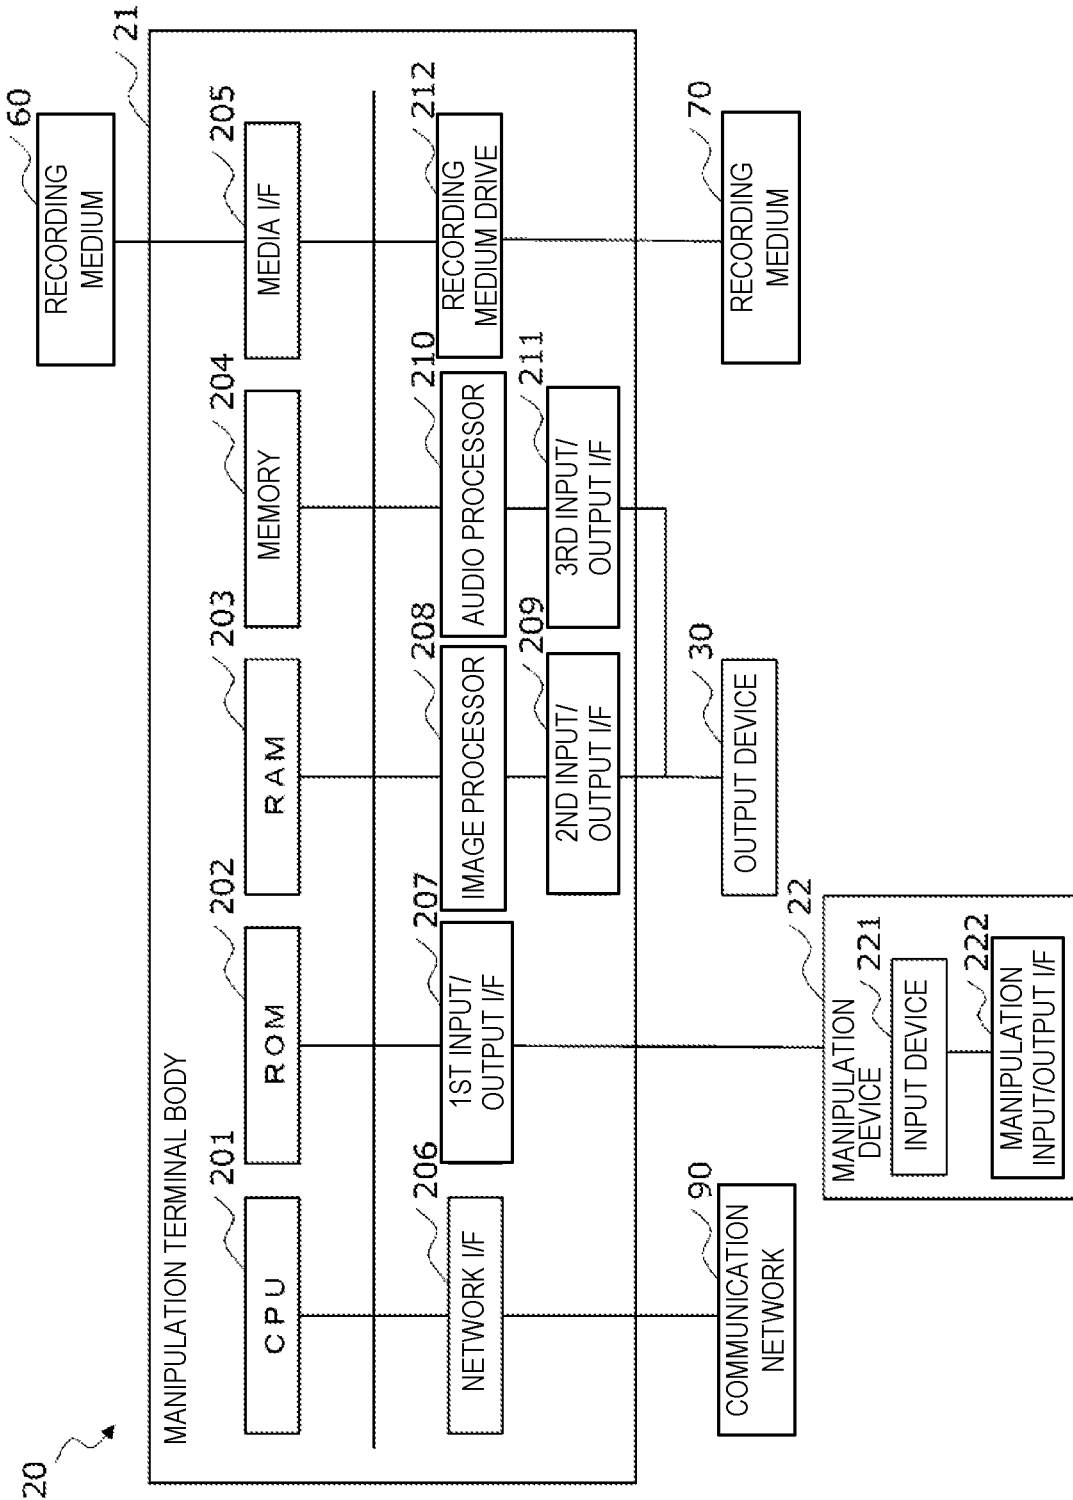 20
60
RECORDING
MEDIUM
21
MANIPULATION TERMINAL BODY
201
CPU
202
ROM
203
RAM
204
MEMORY
205
MEDIA I/F
206
NETWORK I/F
207
1ST INPUT/
OUTPUT I/F
208
IMAGE PROCESSOR
210
AUDIO PROCESSOR
212
RECORDING
MEDIUM DRIVE
209
2ND INPUT/
OUTPUT I/F
211
3RD INPUT/
OUTPUT I/F
90
COMMUNICATION
NETWORK
30
OUTPUT DEVICE
70
RECORDING
MEDIUM
22
MANIPULATION
DEVICE
221
INPUT DEVICE
222
MANIPULATION
INPUT/OUTPUT I/F